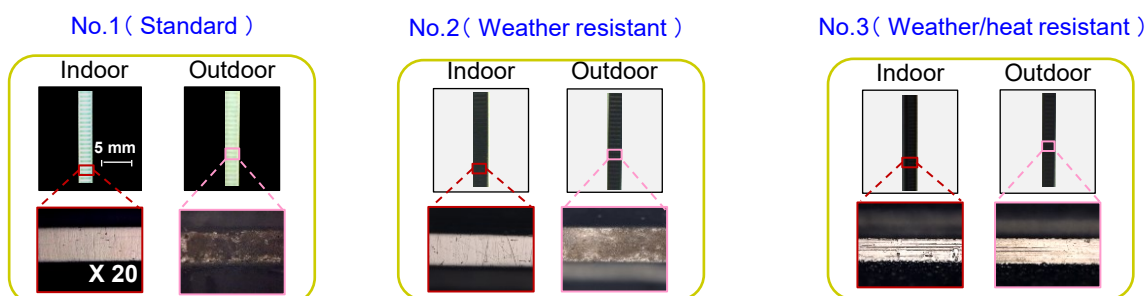 No.1（ Standard ）
Indoor Outdoor
5 mm
X 20
No.2（ Weather resistant ）
Indoor Outdoor
No.3（ Weather/heat resistant ）
Indoor Outdoor